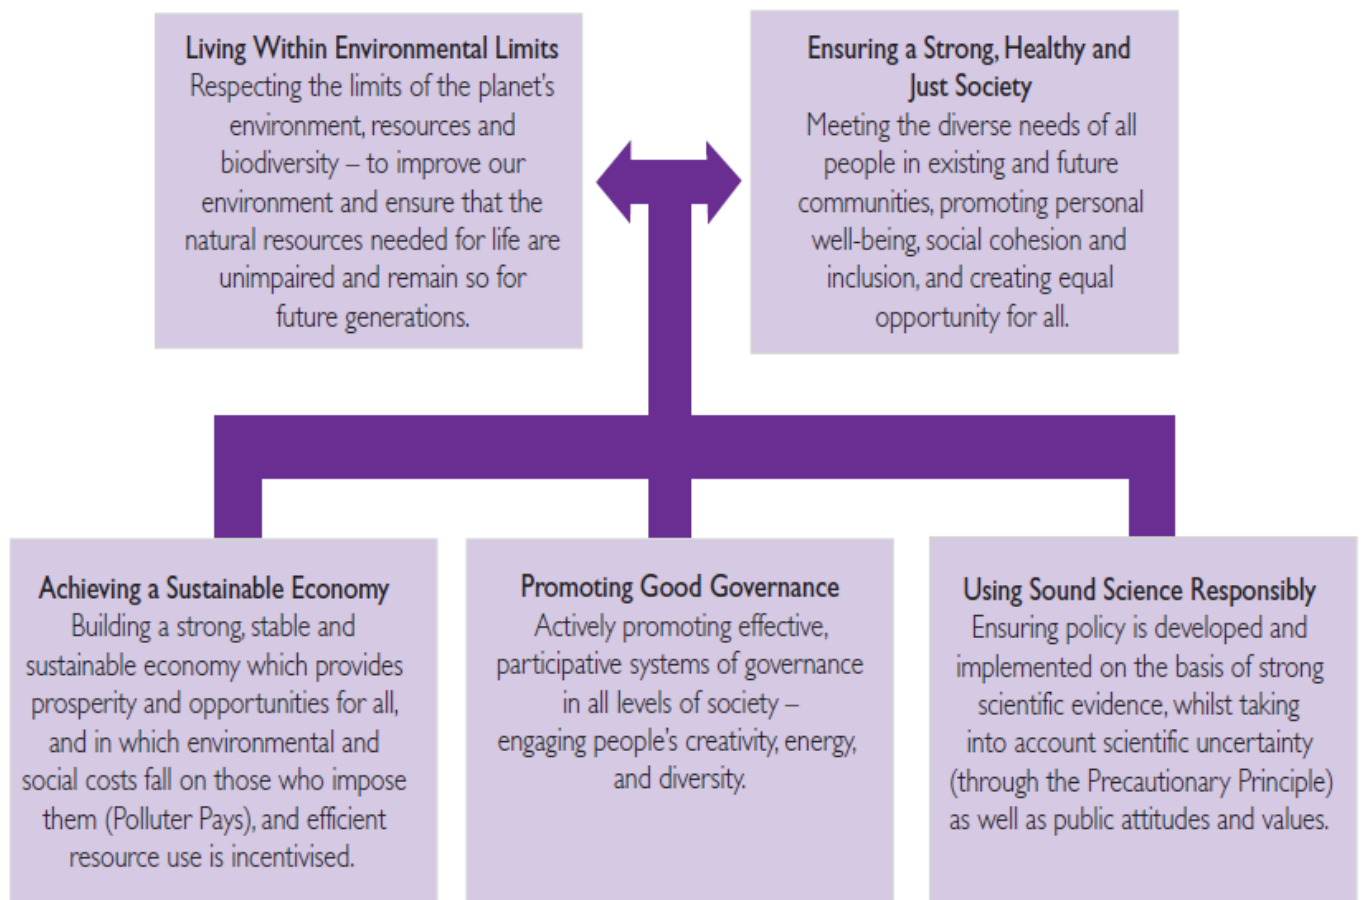 Living Within Environmental Limits
Respecting the limits of the planet's
environment, resources and
biodiversity – to improve our
environment and ensure that the
natural resources needed for life are
unimpaired and remain so for
future generations.
Ensuring a Strong, Healthy and
Just Society
Meeting the diverse needs of all
people in existing and future
communities, promoting personal
well-being, social cohesion and
inclusion, and creating equal
opportunity for all.
Achieving a Sustainable Economy
Building a strong, stable and
sustainable economy which provides
prosperity and opportunities for all,
and in which environmental and
social costs fall on those who impose
them (Polluter Pays), and efficient
resource use is incentivised.
Promoting Good Governance
Actively promoting effective,
participative systems of governance
in all levels of society –
engaging people's creativity, energy,
and diversity.
Using Sound Science Responsibly
Ensuring policy is developed and
implemented on the basis of strong
scientific evidence, whilst taking
into account scientific uncertainty
(through the Precautionary Principle)
as well as public attitudes and values.